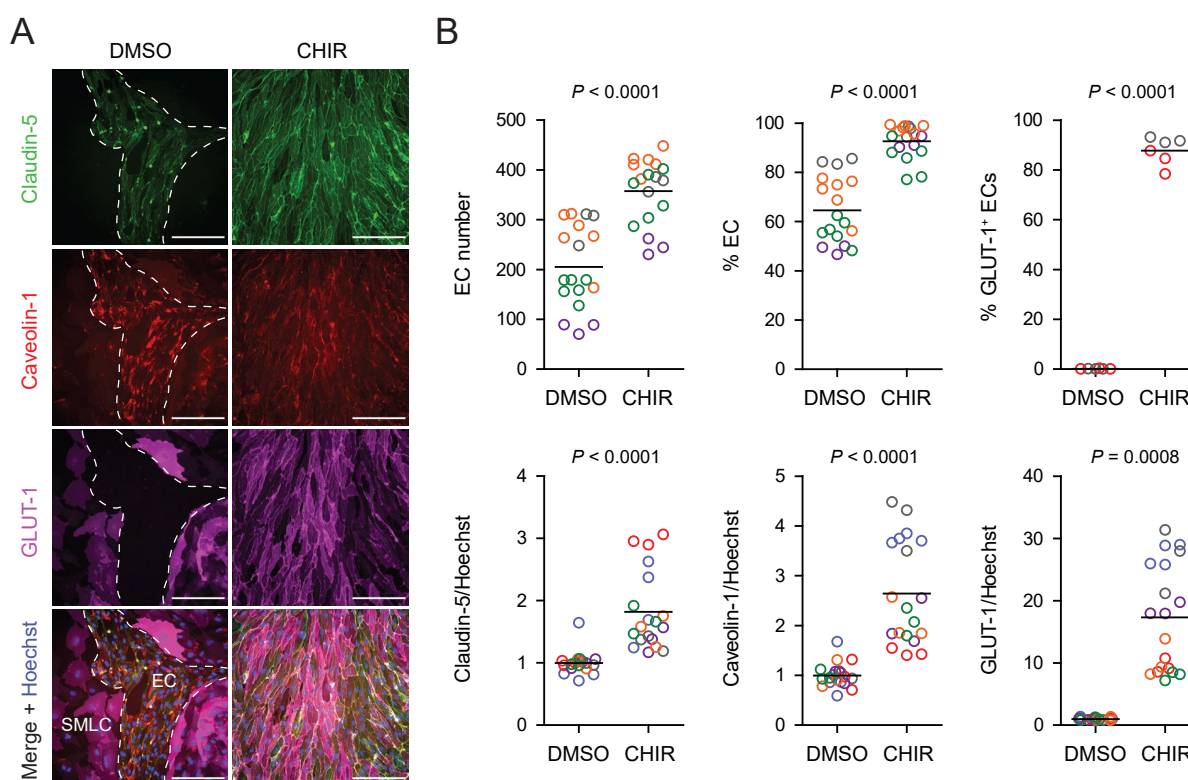 A
DMSO
CHIR
Claudin-5
Caveolin-1
GLUT-1
Merge + Hoechst
EC
SMLC
B
P < 0.0001
EC number
500
400
300
200
100
0
DMSO CHIR
P < 0.0001
% EC
100
80
60
40
20
0
DMSO CHIR
P < 0.0001
% GLUT-1⁺ ECs
100
80
60
40
20
0
DMSO CHIR
P < 0.0001
Claudin-5/Hoechst
4
3
2
1
0
DMSO CHIR
P < 0.0001
Caveolin-1/Hoechst
5
4
3
2
1
0
DMSO CHIR
P = 0.0008
GLUT-1/Hoechst
40
30
20
10
0
DMSO CHIR